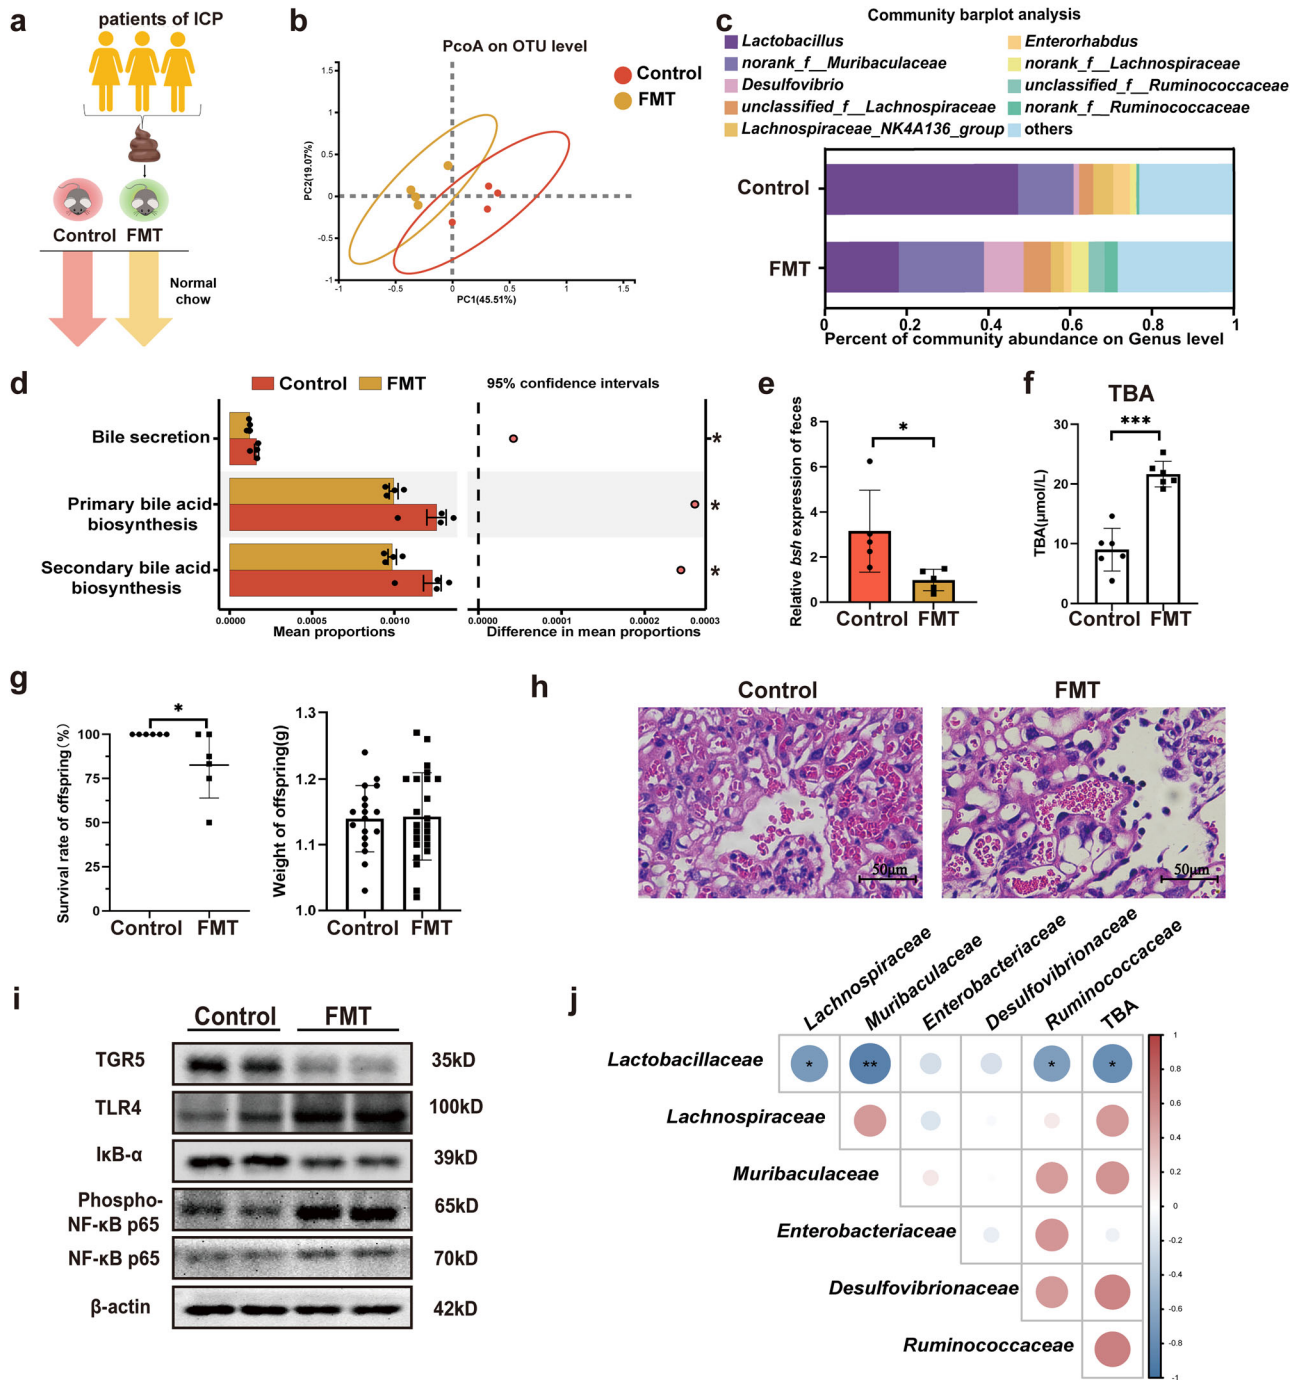 a
patients of ICP
Control FMT
Normal
chow
b
PcoA on OTU level
Control
FMT
PC2(19.07%)
1.5
1
0.5
0
-0.5
-1
-1 -0.5 0 0.5 1 1.5
PC1(45.51%)
c
Community barplot analysis
Lactobacillus
norank_f__Muribaculaceae
Desulfovibrio
unclassified_f__Lachnospiraceae
Lachnospiraceae_NK4A136_group
Enterorhabdus
norank_f__Lachnospiraceae
unclassified_f__Ruminococcaceae
norank_f__Ruminococcaceae
others
Control
FMT
0 0.2 0.4 0.6 0.8 1
Percent of community abundance on Genus level
d
Control FMT
95% confidence intervals
Bile secretion
*
Primary bile acid
biosynthesis
*
Secondary bile acid
biosynthesis
*
0.0000 0.0005 0.0010
Mean proportions
0.0000 0.0001 0.0002 0.0003
Difference in mean proportions
e
Relative bsh expression of feces
8
6
4
2
0
*
Control FMT
f
TBA
TBA(μmol/L)
30
20
10
0
***
Control FMT
g
Survival rate of offspring(%)
100
75
50
25
0
*
Control FMT
Weight of offspring(g)
1.3
1.2
1.1
1.0
Control FMT
h
Control
FMT
50μm
50μm
i
Control FMT
TGR5 35kD
TLR4 100kD
IκB-α 39kD
Phospho-
NF-κB p65 65kD
NF-κB p65 70kD
β-actin 42kD
j
Lachnospiraceae
Muribaculaceae
Enterobacteriaceae
Desulfovibrionaceae
Ruminococcaceae
TBA
Lactobacillaceae * ** * *
Lachnospiraceae
Muribaculaceae
Enterobacteriaceae
Desulfovibrionaceae
Ruminococcaceae
1
0.8
0.6
0.4
0.2
0
-0.2
-0.4
-0.6
-0.8
-1